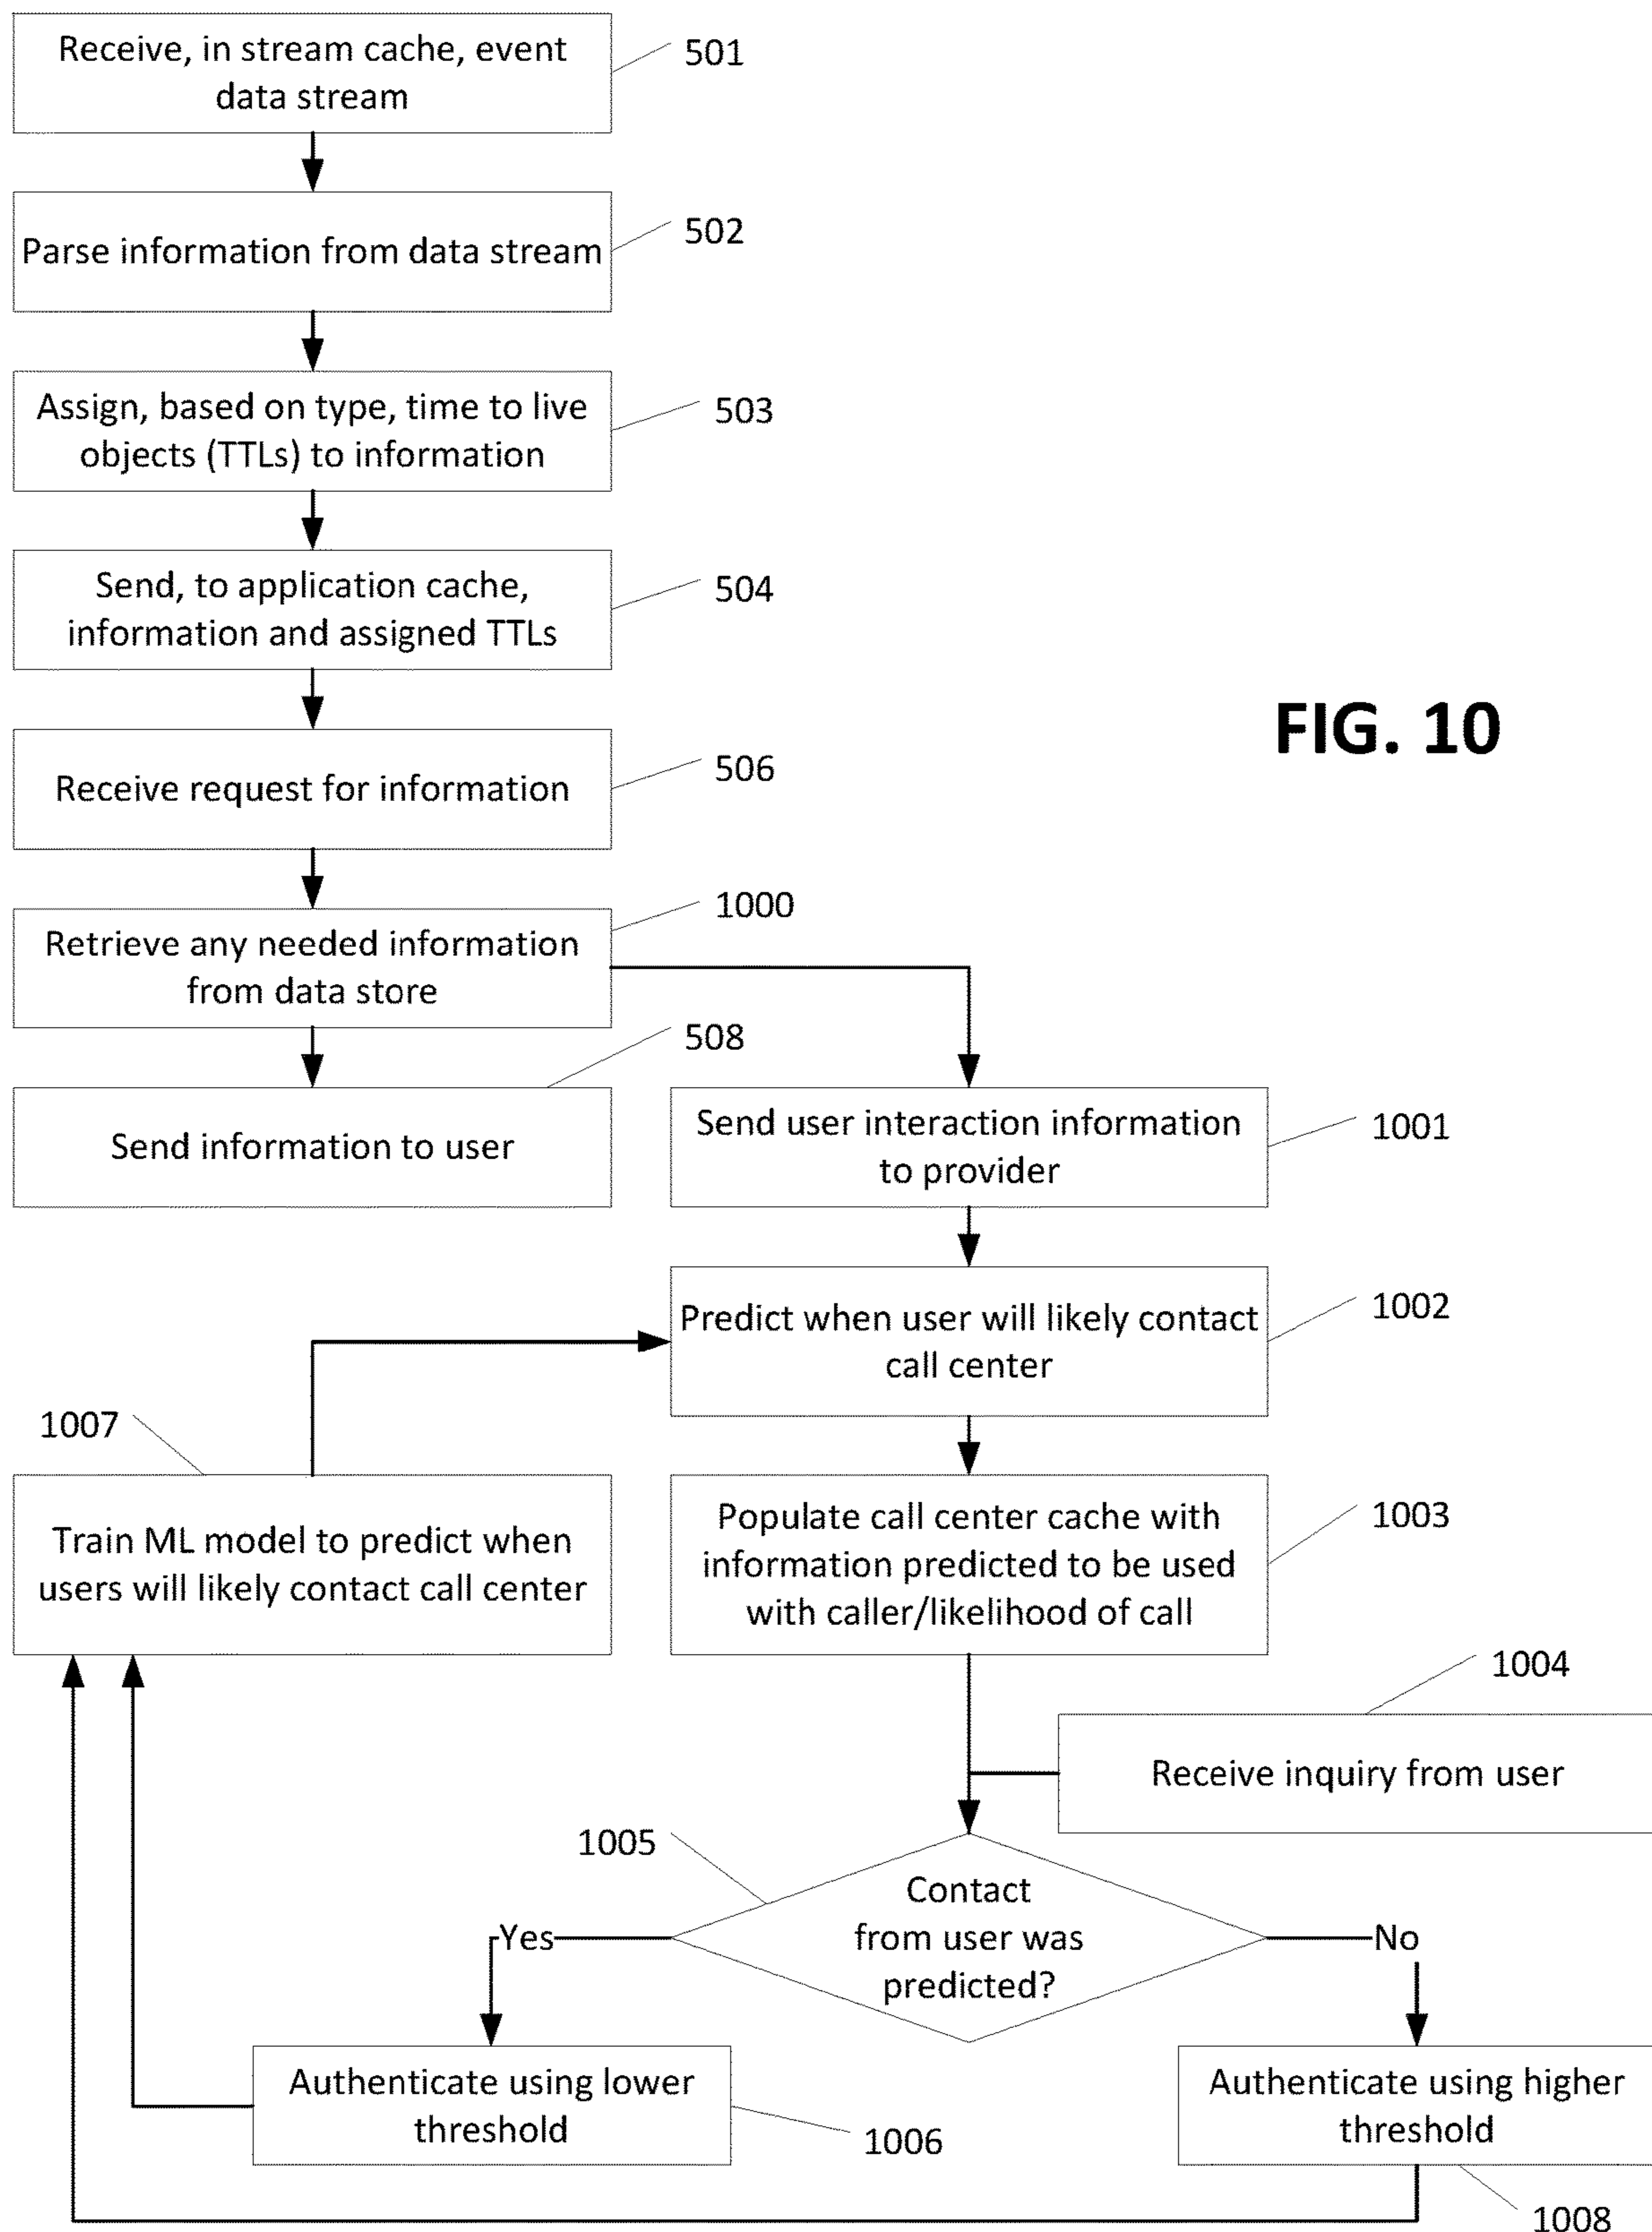 Receive, in stream cache, event
data stream
501
Parse information from data stream
502
Assign, based on type, time to live
objects (TTLs) to information
503
Send, to application cache,
information and assigned TTLs
504
FIG. 10
Receive request for information
506
Retrieve any needed information
from data store
1000
Send information to user
508
Send user interaction information
to provider
1001
Predict when user will likely contact
call center
1002
1007
Train ML model to predict when
users will likely contact call center
Populate call center cache with
information predicted to be used
with caller/likelihood of call
1003
1004
Receive inquiry from user
1005
Contact
from user was
predicted?
Yes
No
Authenticate using lower
threshold
1006
Authenticate using higher
threshold
1008